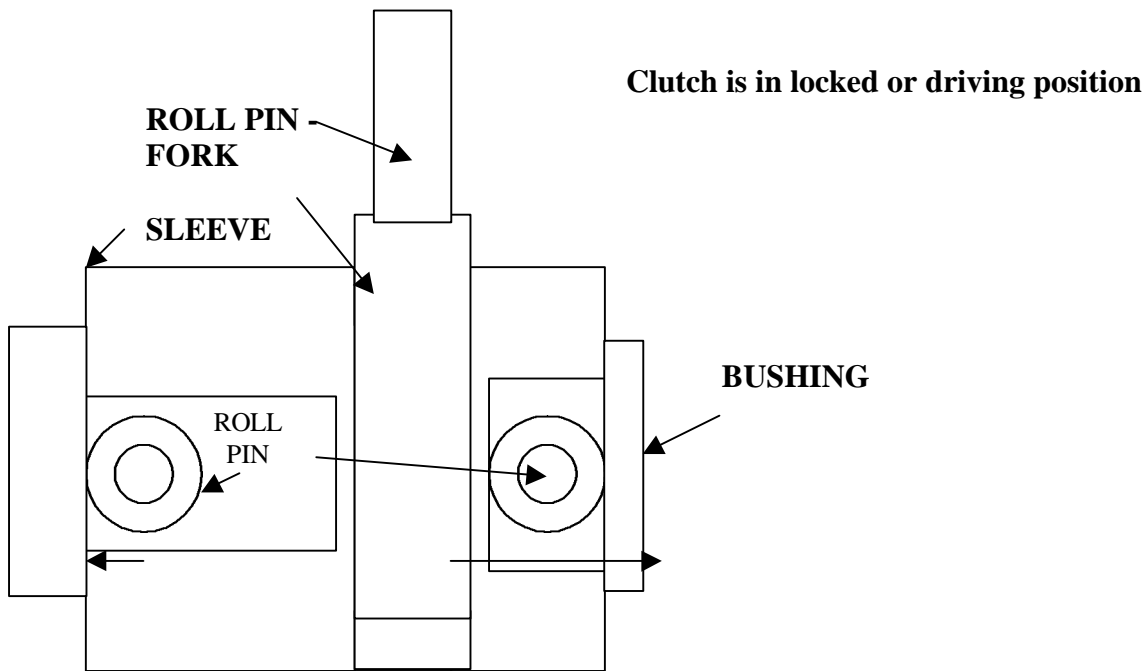 Clutch is in locked or driving position
ROLL PIN -
FORK
SLEEVE
BUSHING
ROLL
PIN